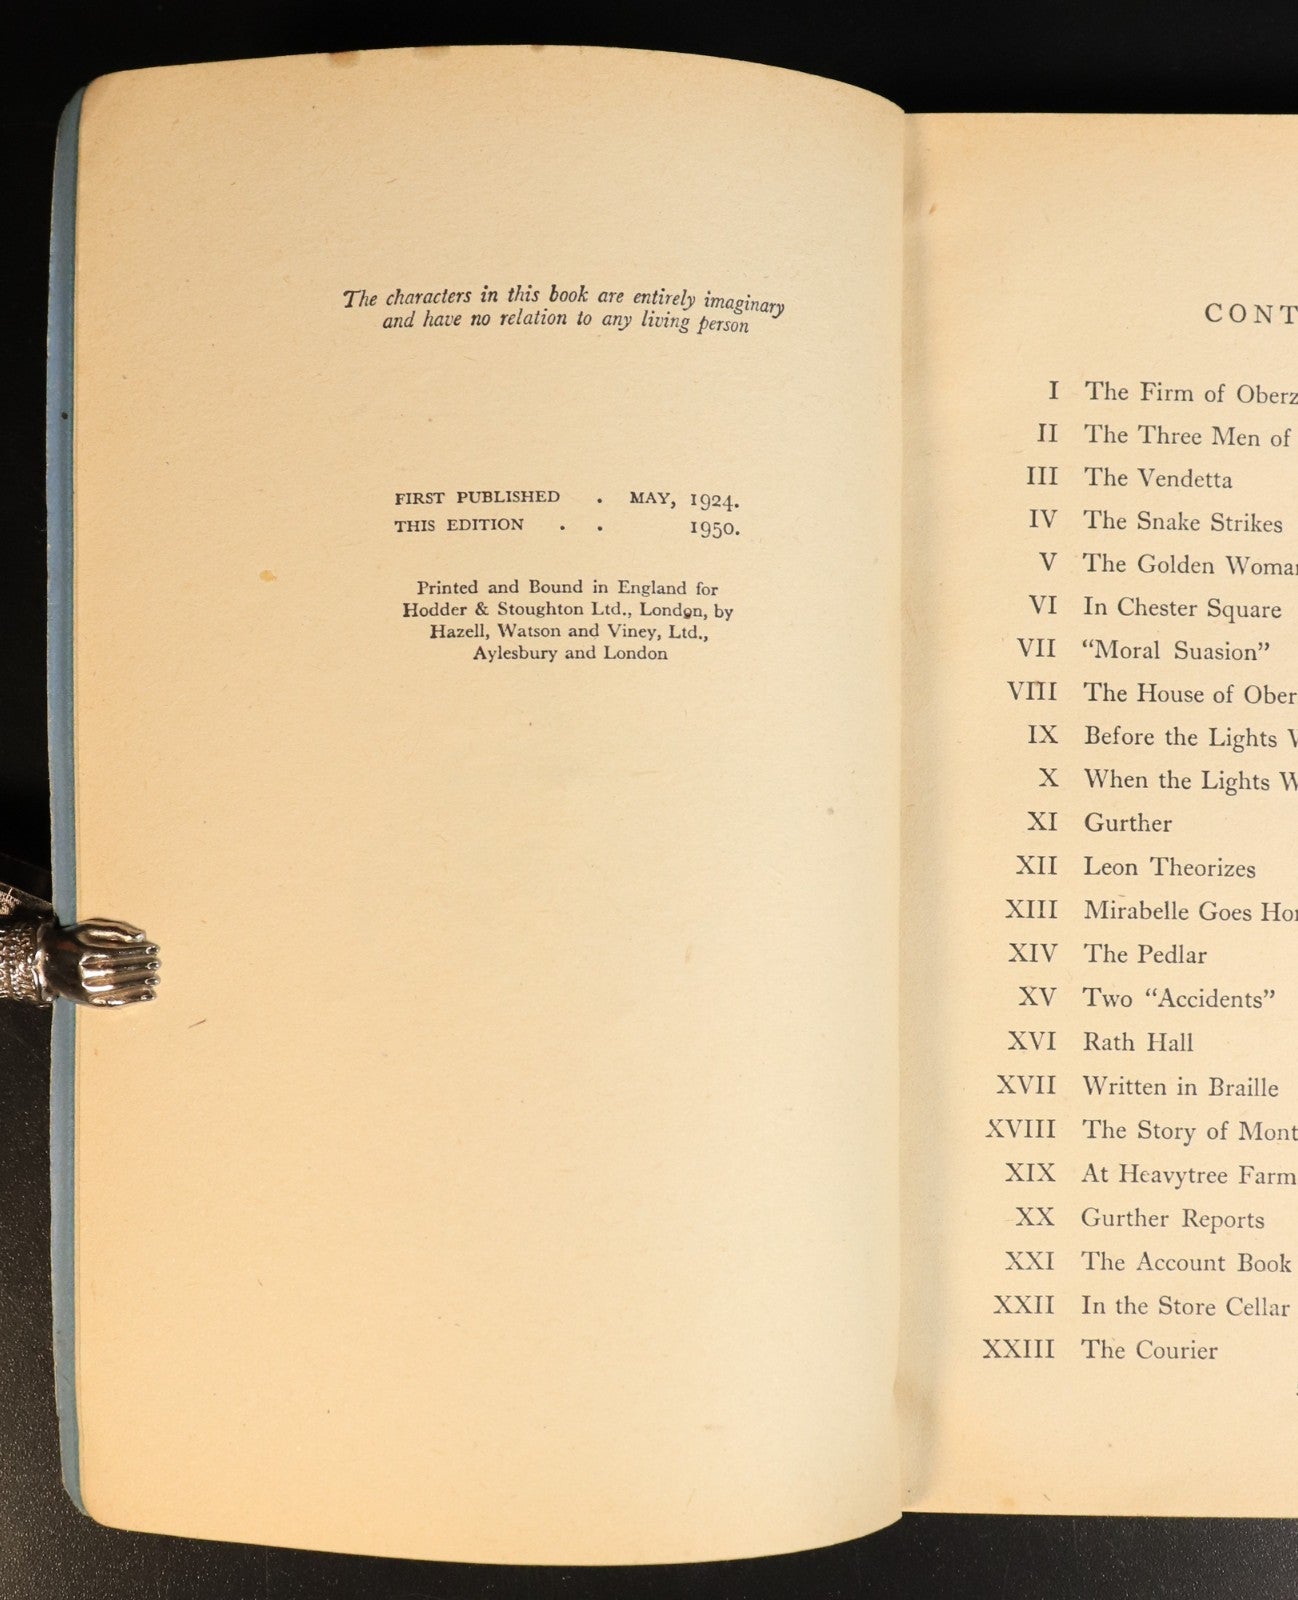 The characters in this book are entirely imaginary
and have no relation to any living person
FIRST PUBLISHED . MAY, 1924.
THIS EDITION . . 1950.
Printed and Bound in England for
Hodder & Stoughton Ltd., London, by
Hazell, Watson and Viney, Ltd.,
Aylesbury and London
CONT
I The Firm of Oberz
II The Three Men of
III The Vendetta
IV The Snake Strikes
V The Golden Woman
VI In Chester Square
VII “Moral Suasion”
VIII The House of Ober
IX Before the Lights W
X When the Lights W
XI Gurther
XII Leon Theorizes
XIII Mirabelle Goes Hom
XIV The Pedlar
XV Two “Accidents”
XVI Rath Hall
XVII Written in Braille
XVIII The Story of Mont
XIX At Heavytree Farm
XX Gurther Reports
XXI The Account Book
XXII In the Store Cellar
XXIII The Courier